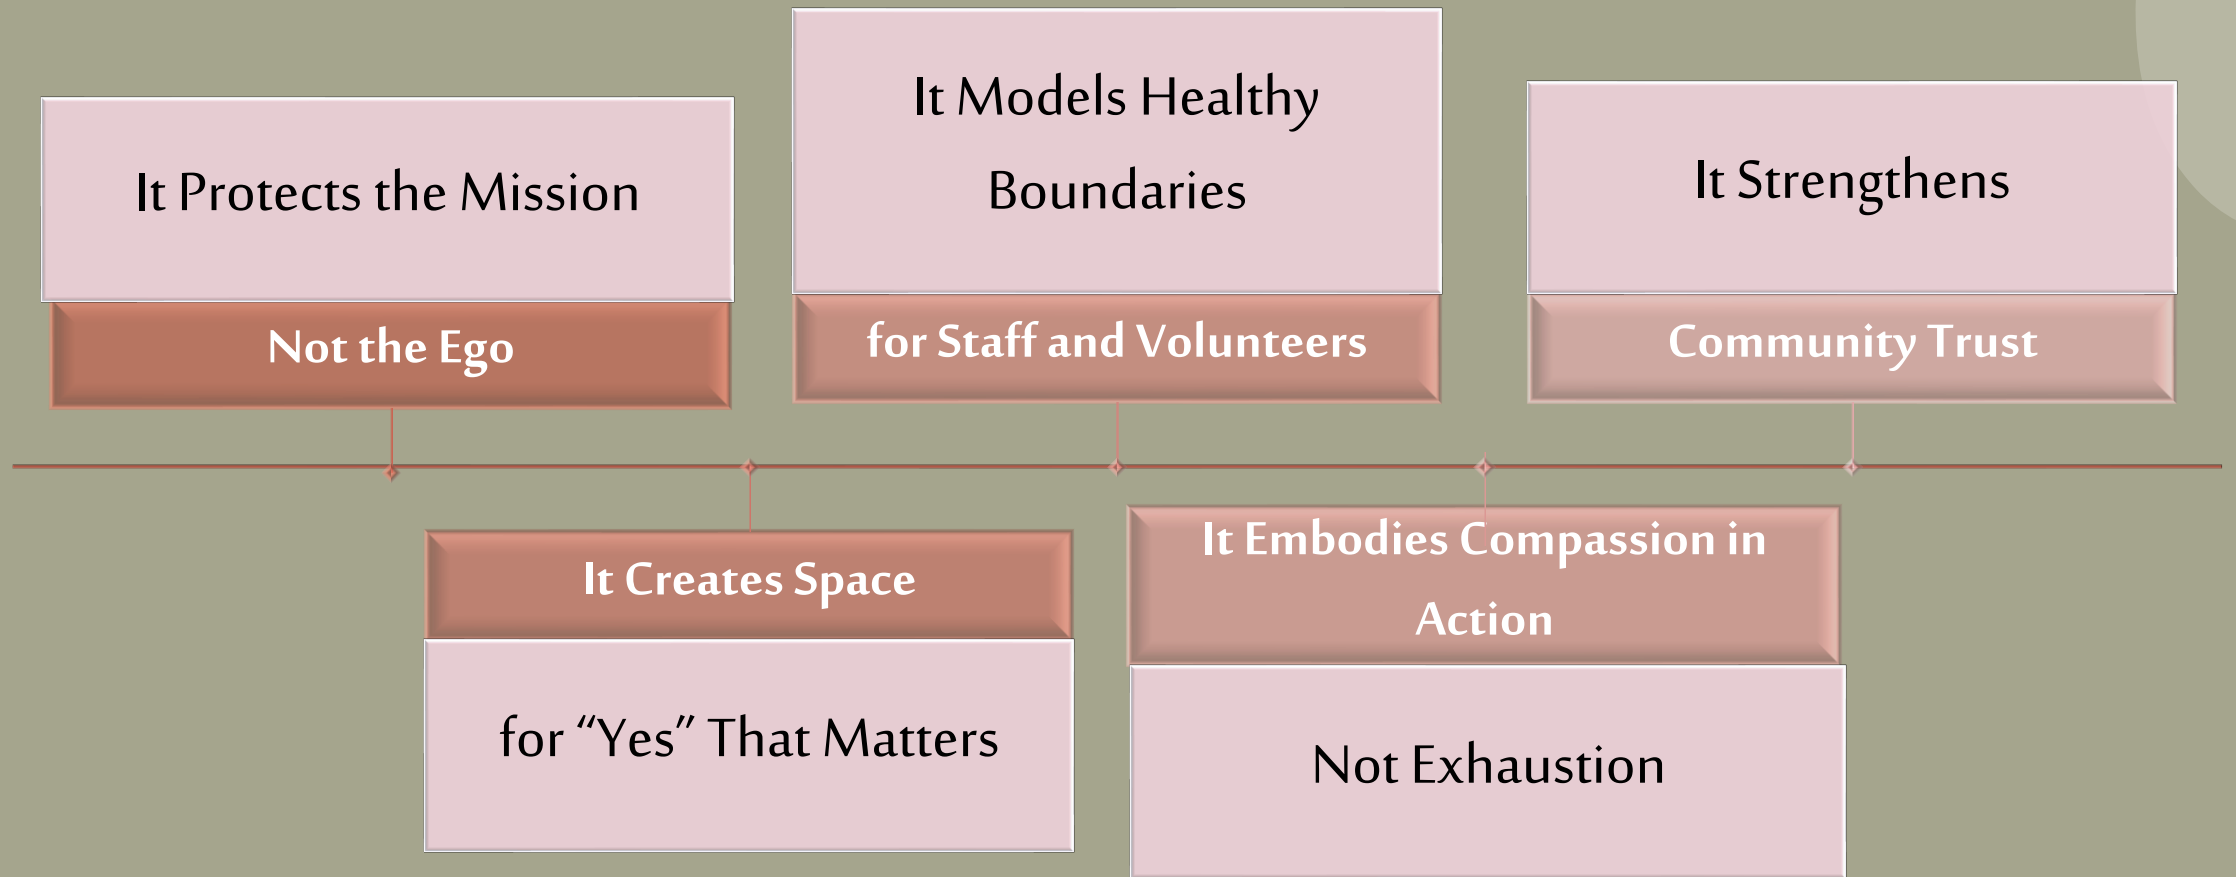 It Protects the Mission
Not the Ego
It Creates Space
for “Yes” That Matters
It Models Healthy
Boundaries
for Staff and Volunteers
It Embodies Compassion in
Action
Not Exhaustion
It Strengthens
Community Trust